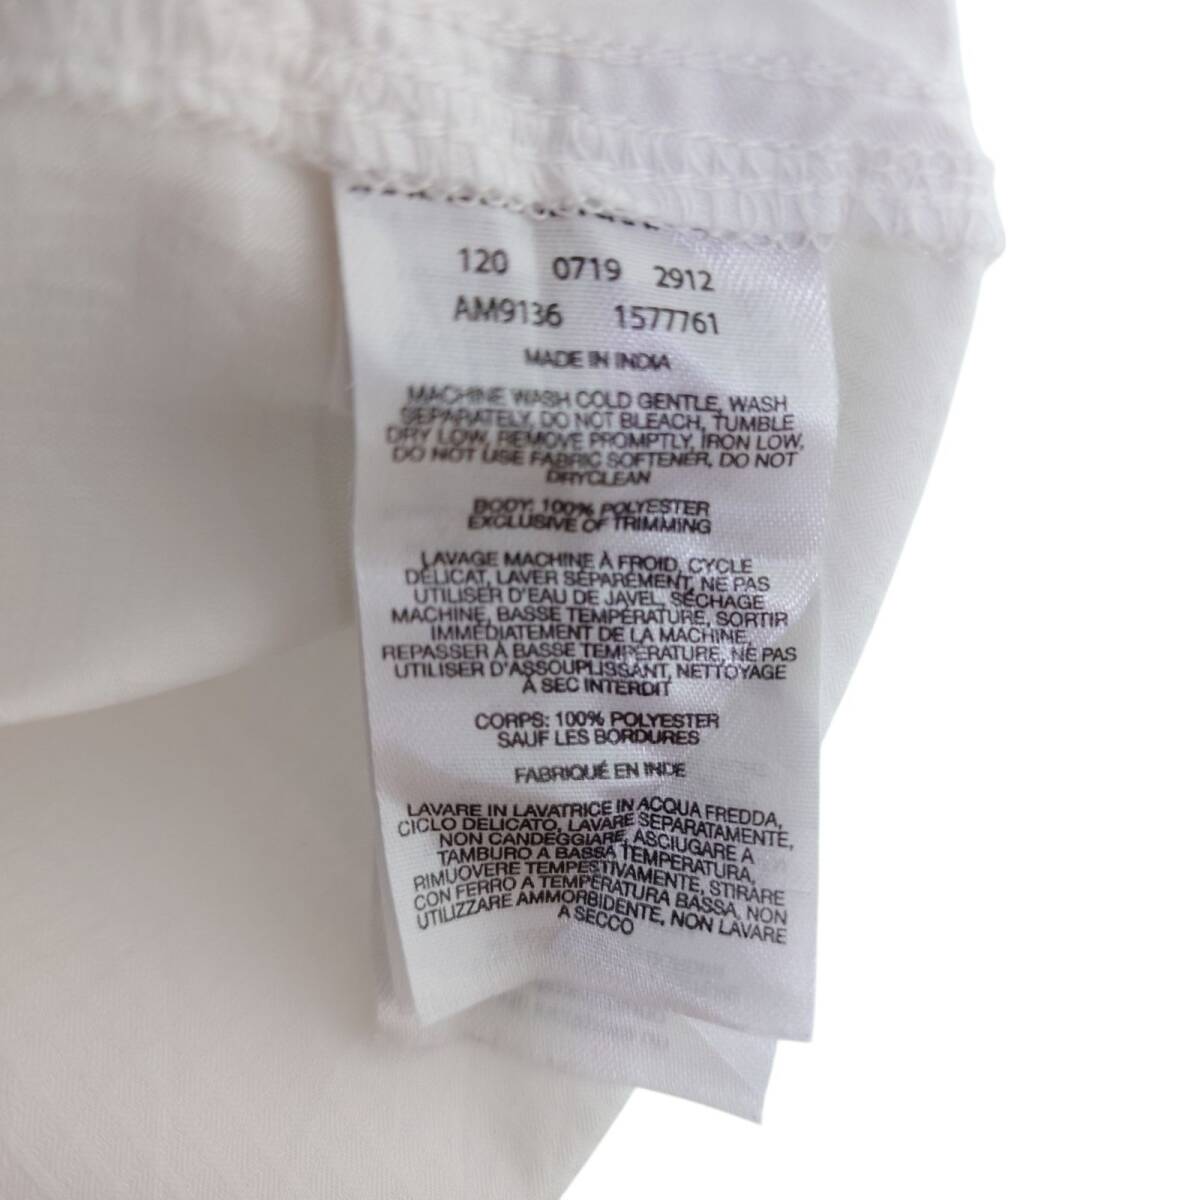 120 0719 2912
AM9136 1577761
MADE IN INDIA
MACHINE WASH COLD GENTLE, WASH
SEPARATELY, DO NOT BLEACH, TUMBLE
DRY LOW, REMOVE PROMPTLY, IRON LOW,
DO NOT USE FABRIC SOFTENER, DO NOT
DRYCLEAN
BODY: 100% POLYESTER
EXCLUSIVE OF TRIMMING
LAVAGE MACHINE À FROID, CYCLE
DÉLICAT, LAVER SÉPARÉMENT, NE PAS
UTILISER D'EAU DE JAVEL, SÉCHAGE
MACHINE, BASSE TEMPÉRATURE, SORTIR
IMMÉDIATEMENT DE LA MACHINE,
REPASSER À BASSE TEMPÉRATURE, NE PAS
UTILISER D'ASSOUPLISSANT, NETTOYAGE
À SEC INTERDIT
CORPS: 100% POLYESTER
SAUF LES BORDURES
FABRIQUÉ EN INDE
LAVARE IN LAVATRICE IN ACQUA FREDDA,
CICLO DELICATO, LAVARE SEPARATAMENTE,
NON CANDEGGIARE, ASCIUGARE A
TAMBURO A BASSA TEMPERATURA,
RIMUOVERE TEMPESTIVAMENTE, STIRARE
CON FERRO A TEMPERATURA BASSA, NON
UTILIZZARE AMMORBIDENTE, NON LAVARE
A SECCO